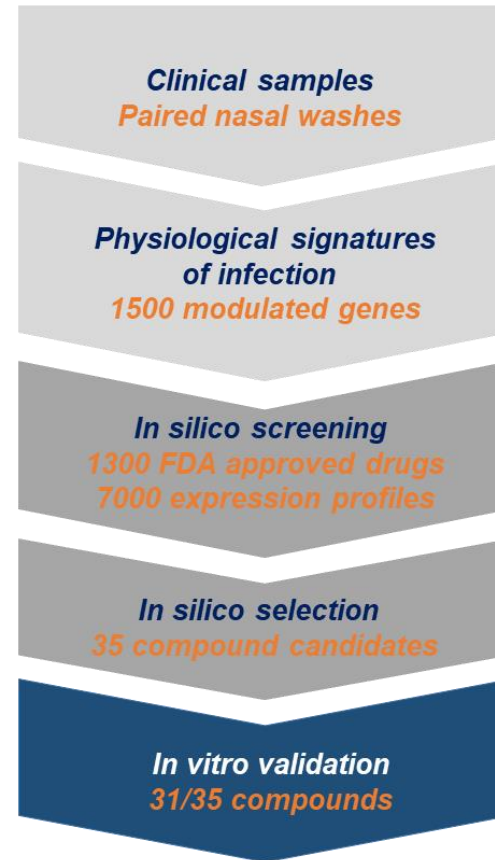 Clinical samples
Paired nasal washes
Physiological signatures
of infection
1500 modulated genes
In silico screening
1300 FDA approved drugs
7000 expression profiles
In silico selection
35 compound candidates
In vitro validation
31/35 compounds